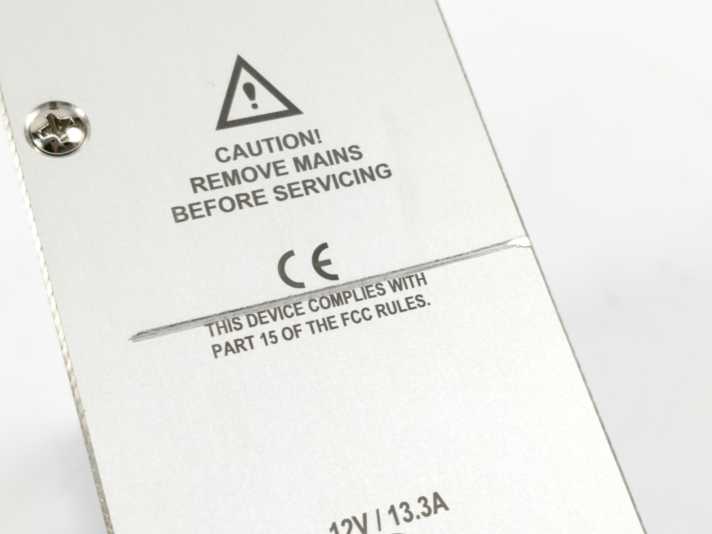 CAUTION!
REMOVE MAINS
BEFORE SERVICING
CE
THIS DEVICE COMPLIES WITH
PART 15 OF THE FCC RULES.
12V / 13.3A